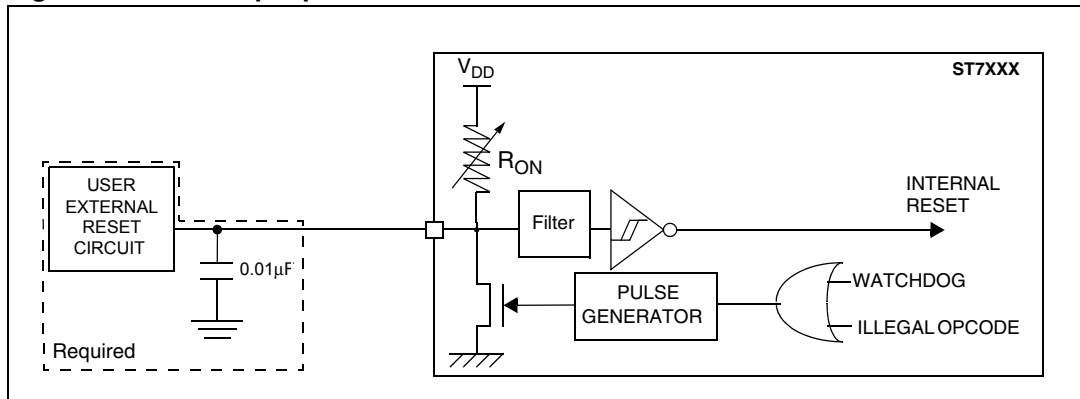 ST7XXX
VDD
RON
USER
EXTERNAL
RESET
CIRCUIT
0.01μF
Required
Filter
INTERNAL
RESET
PULSE
GENERATOR
WATCHDOG
ILLEGAL OPCODE